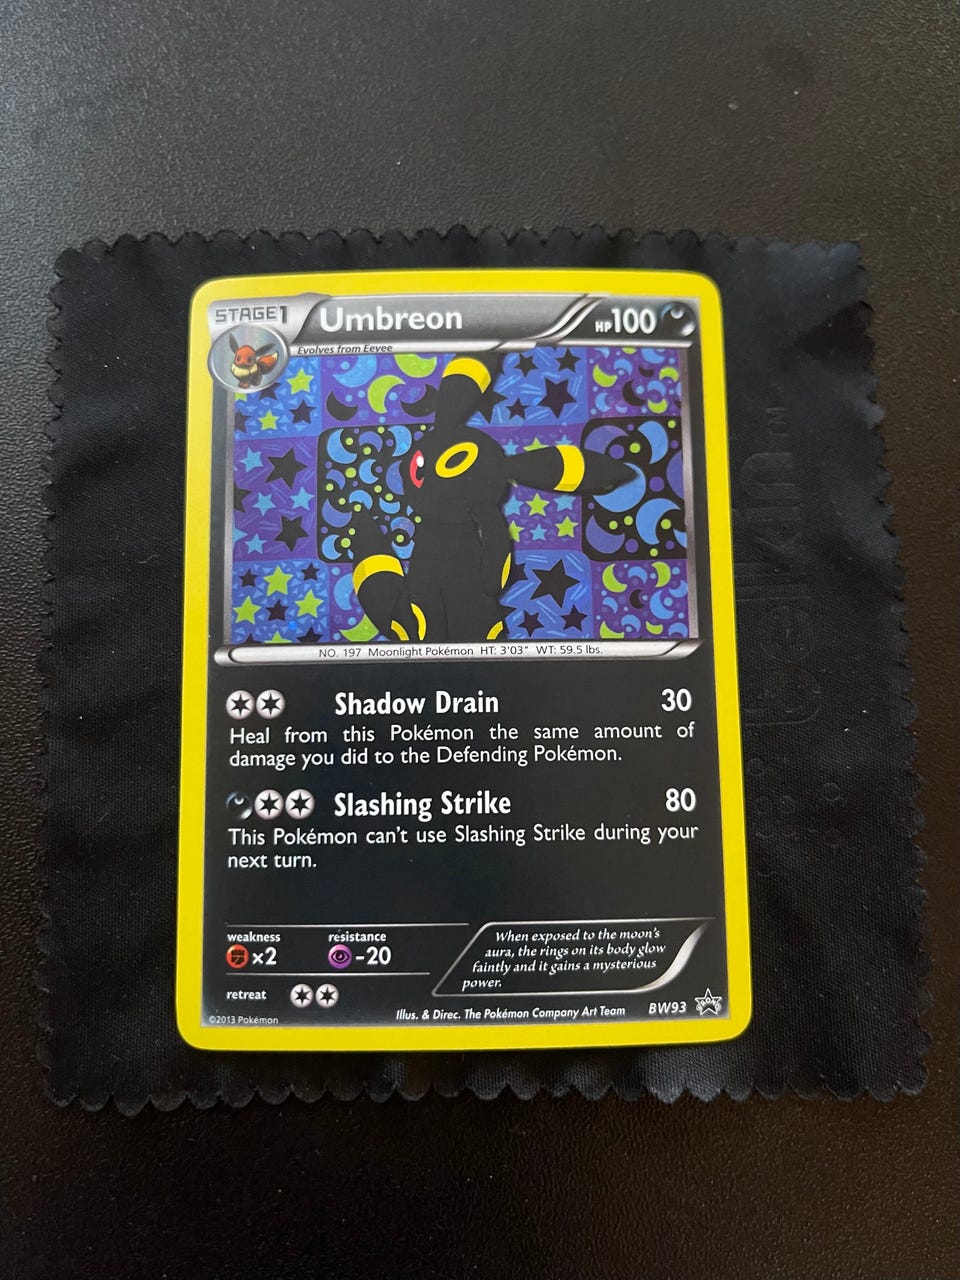 STAGE1 Umbreon HP100
Evolves from Eevee
NO. 197 Moonlight Pokémon HT: 3'03" WT: 59.5 lbs.
Shadow Drain 30
Heal from this Pokémon the same amount of
damage you did to the Defending Pokémon.
Slashing Strike 80
This Pokémon can't use Slashing Strike during your
next turn.
weakness
×2
resistance
-20
retreat
When exposed to the moon's
aura, the rings on its body glow
faintly and it gains a mysterious
power.
©2013 Pokémon
Illus. & Direc. The Pokémon Company Art Team
BW93
PROMO